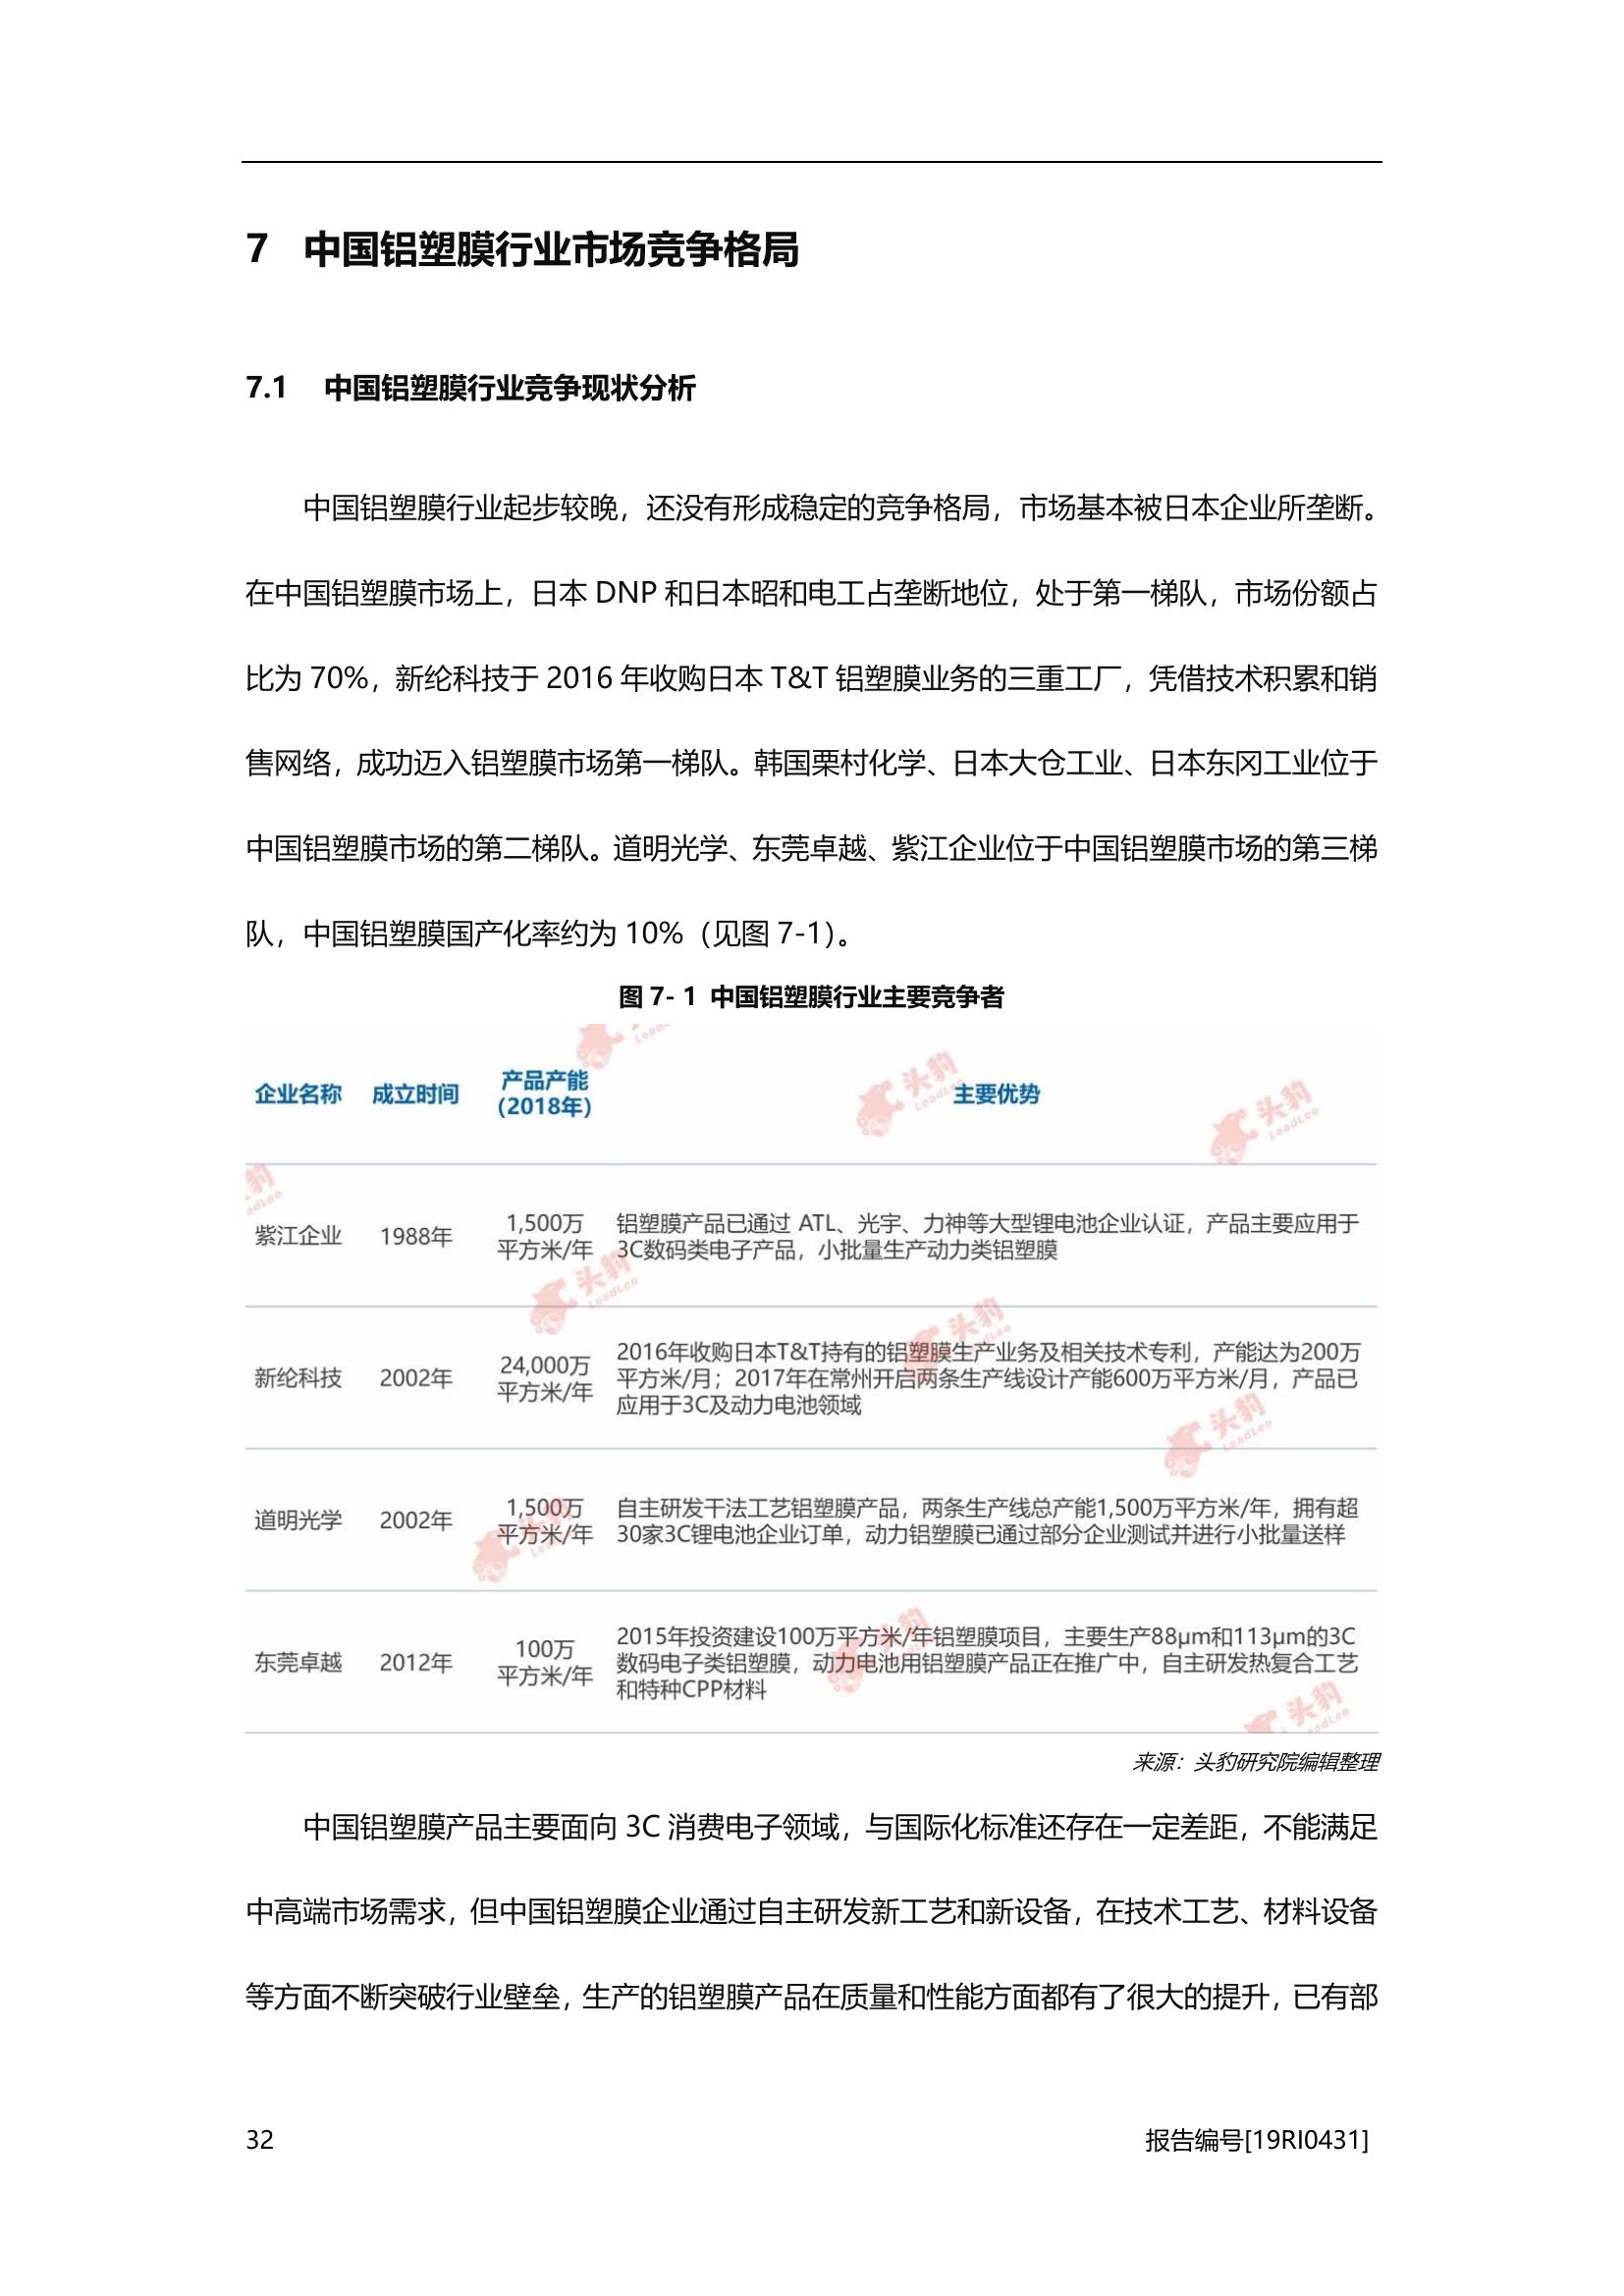 7 中国铝塑膜行业市场竞争格局
7.1 中国铝塑膜行业竞争现状分析
中国铝塑膜行业起步较晚，还没有形成稳定的竞争格局，市场基本被日本企业所垄断。
在中国铝塑膜市场上，日本 DNP 和日本昭和电工占垄断地位，处于第一梯队，市场份额占
比为 70%，新纶科技于 2016 年收购日本 T&T 铝塑膜业务的三重工厂，凭借技术积累和销
售网络，成功迈入铝塑膜市场第一梯队。韩国栗村化学、日本大仓工业、日本东冈工业位于
中国铝塑膜市场的第二梯队。道明光学、东莞卓越、紫江企业位于中国铝塑膜市场的第三梯
队，中国铝塑膜国产化率约为 10%（见图 7-1）。
图 7- 1 中国铝塑膜行业主要竞争者
企业名称 成立时间 产品产能 主要优势
(2018年)
紫江企业 1988年 1,500万
平方米/年
铝塑膜产品已通过 ATL、光宇、力神等大型锂电池企业认证，产品主要应用于
3C数码类电子产品，小批量生产动力类铝塑膜
新纶科技 2002年 24,000万
平方米/年
2016年收购日本T&T持有的铝塑膜生产业务及相关技术专利，产能达为200万
平方米/月；2017年在常州开启两条生产线设计产能600万平方米/月，产品已
应用于3C及动力电池领域
道明光学 2002年 1,500万
平方米/年
自主研发干法工艺铝塑膜产品，两条生产线总产能1,500万平方米/年，拥有超
30家3C锂电池企业订单，动力铝塑膜已通过部分企业测试并进行小批量送样
东莞卓越 2012年 100万
平方米/年
2015年投资建设100万平方米/年铝塑膜项目，主要生产88μm和113μm的3C
数码电子类铝塑膜，动力电池用铝塑膜产品正在推广中，自主研发热复合工艺
和特种CPP材料
头豹
LeadLeo
来源：头豹研究院编辑整理
中国铝塑膜产品主要面向 3C 消费电子领域，与国际化标准还存在一定差距，不能满足
中高端市场需求，但中国铝塑膜企业通过自主研发新工艺和新设备，在技术工艺、材料设备
等方面不断突破行业壁垒，生产的铝塑膜产品在质量和性能方面都有了很大的提升，已有部
32 报告编号[19RI0431]